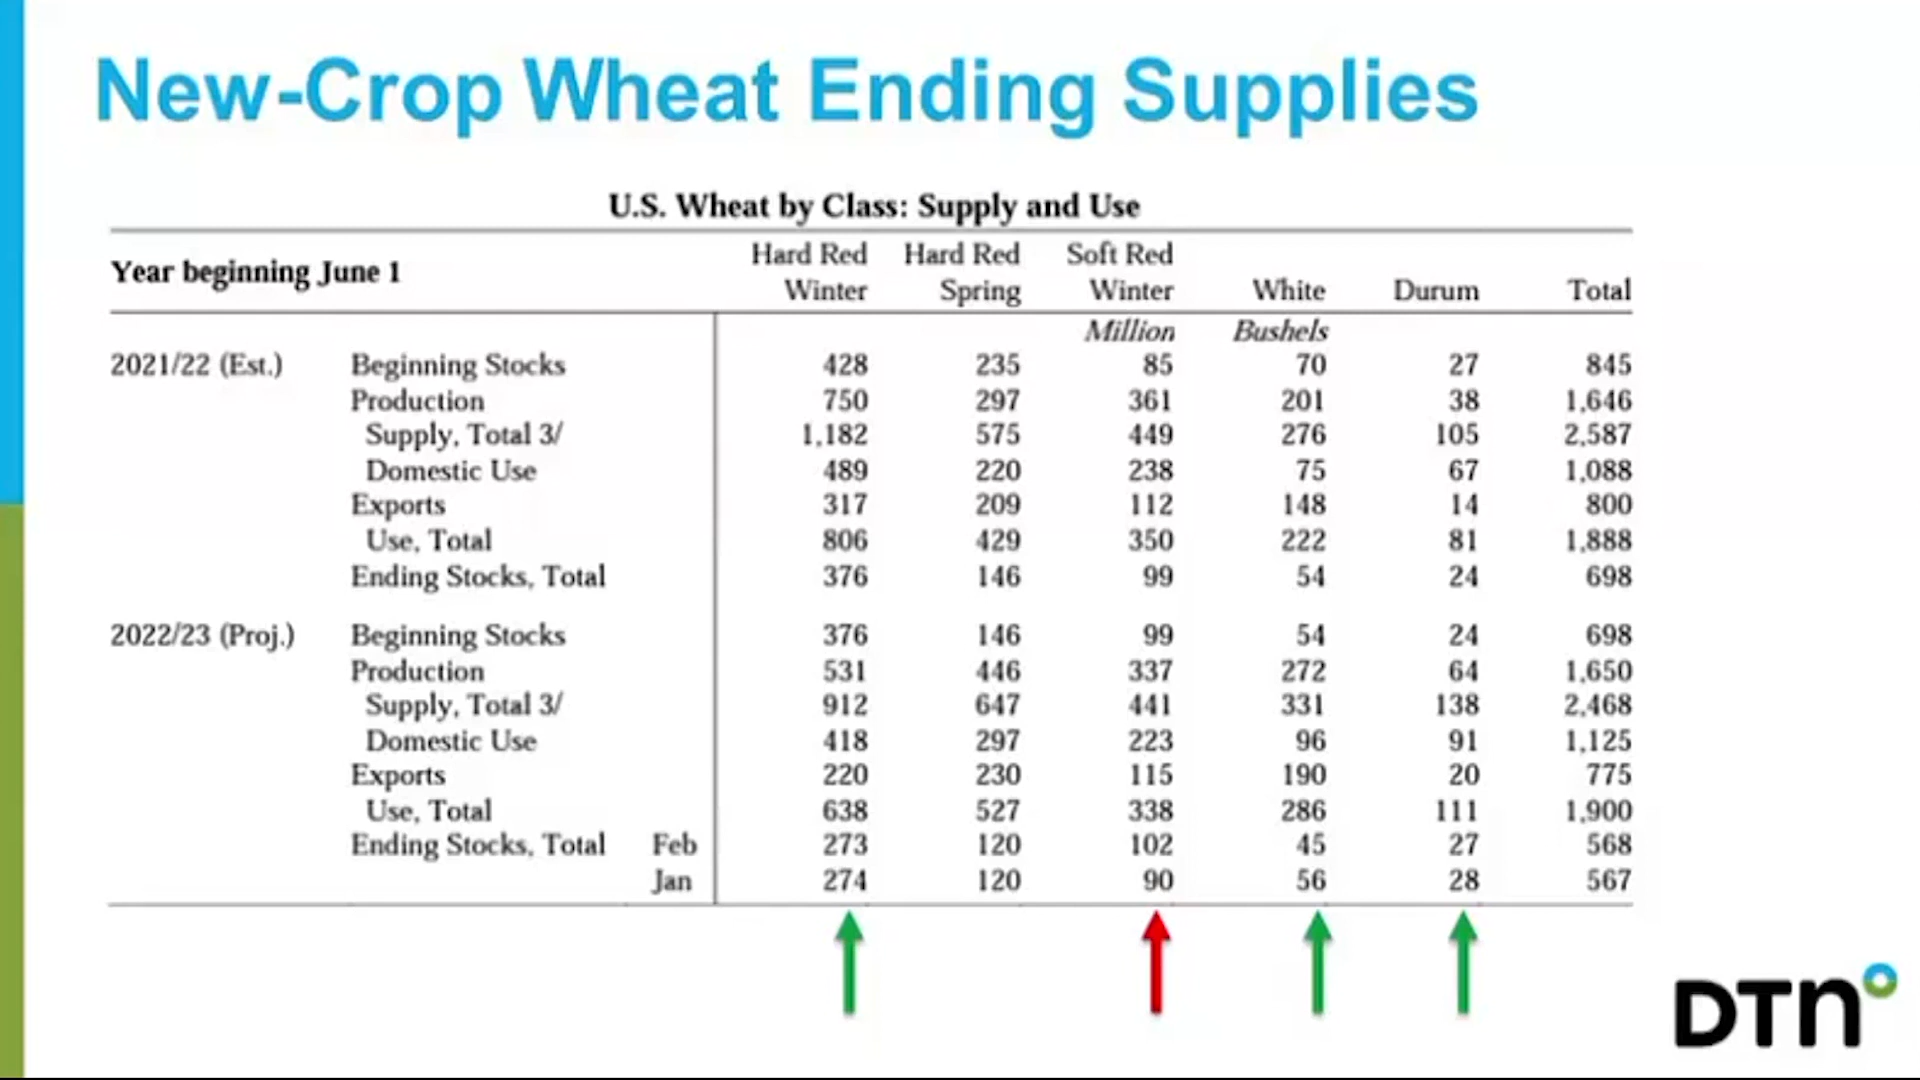 New-Crop Wheat Ending Supplies
U.S. Wheat by Class: Supply and Use
Year beginning June 1 Hard Red Winter Hard Red Spring Soft Red Winter White Durum Total
Million Bushels
2021/22 (Est.) Beginning Stocks 428 235 85 70 27 845
Production 750 297 361 201 38 1,646
Supply, Total 3/ 1,182 575 449 276 105 2,587
Domestic Use 489 220 238 75 67 1,088
Exports 317 209 112 148 14 800
Use, Total 806 429 350 222 81 1,888
Ending Stocks, Total 376 146 99 54 24 698
2022/23 (Proj.) Beginning Stocks 376 146 99 54 24 698
Production 531 446 337 272 64 1,650
Supply, Total 3/ 912 647 441 331 138 2,468
Domestic Use 418 297 223 96 91 1,125
Exports 220 230 115 190 20 775
Use, Total 638 527 338 286 111 1,900
Ending Stocks, Total Feb 273 120 102 45 27 568
Jan 274 120 90 56 28 567
DTN